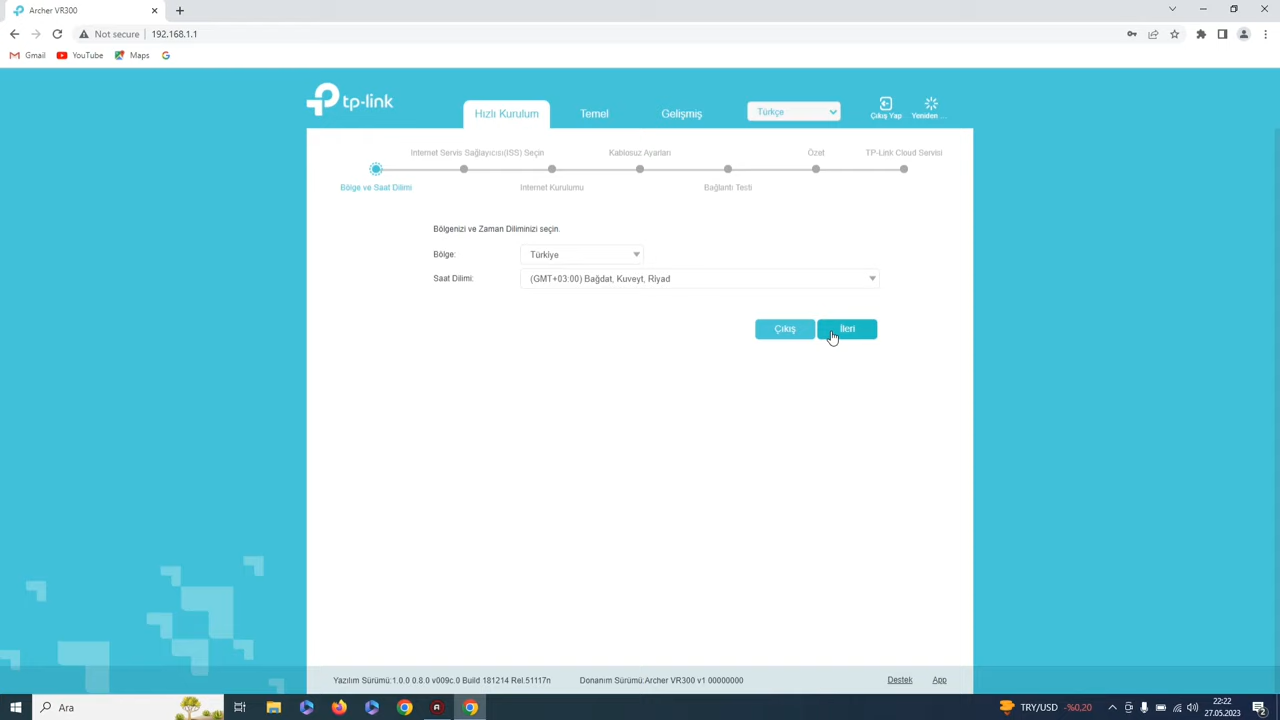 Archer VR300
Not secure 192.168.1.1
Gmail YouTube Maps
tp-link
Hızlı Kurulum Temel Gelişmiş Türkçe Çıkış Yap Yeniden ...
Internet Servis Sağlayıcısı(ISS) Seçin Kablosuz Ayarları Özet TP-Link Cloud Servisi
Bölge ve Saat Dilimi Internet Kurulumu Bağlantı Testi
Bölgenizi ve Zaman Diliminizi seçin.
Bölge: Türkiye
Saat Dilimi: (GMT+03:00) Bağdat, Kuveyt, Riyad
Çıkış İleri
Yazılım Sürümü:1.0.0 0.8.0 v009c.0 Build 181214 Rel.51117n Donanım Sürümü:Archer VR300 v1 00000000 Destek App
Ara TRY/USD -%0,20 22:22
27.05.2023 2